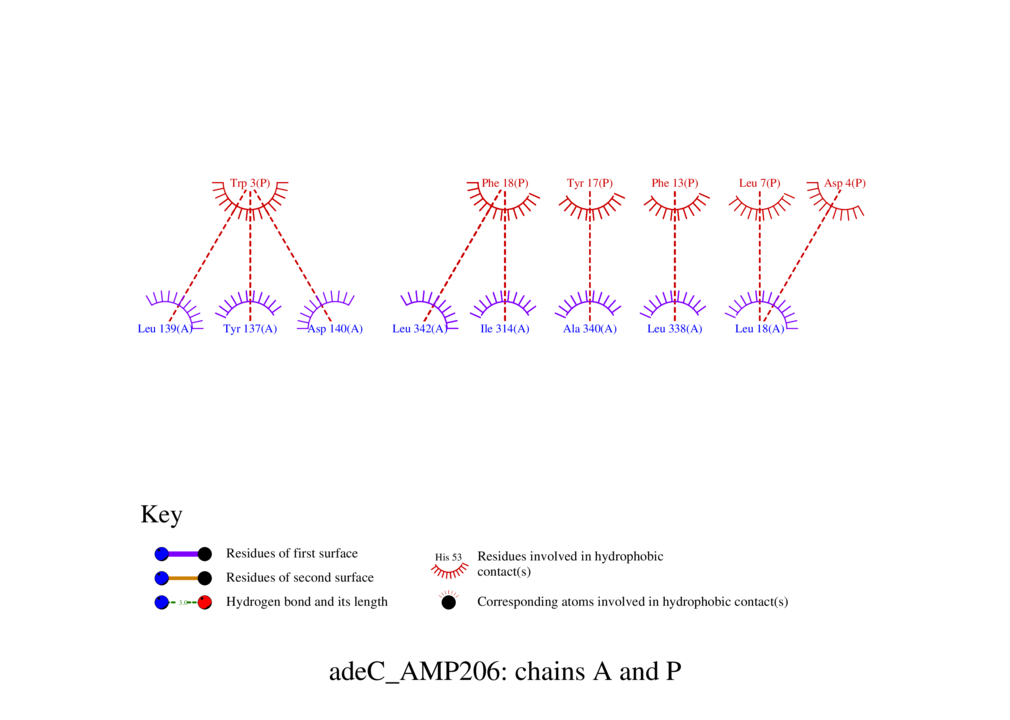 Trp 3(P) Phe 18(P) Tyr 17(P) Phe 13(P) Leu 7(P) Asp 4(P)
Leu 139(A) Tyr 137(A) Asp 140(A) Leu 342(A) Ile 314(A) Ala 340(A) Leu 338(A) Leu 18(A)
Key
Residues of first surface
Residues of second surface
3.0
Hydrogen bond and its length
His 53
Residues involved in hydrophobic
contact(s)
Corresponding atoms involved in hydrophobic contact(s)
adeC_AMP206: chains A and P